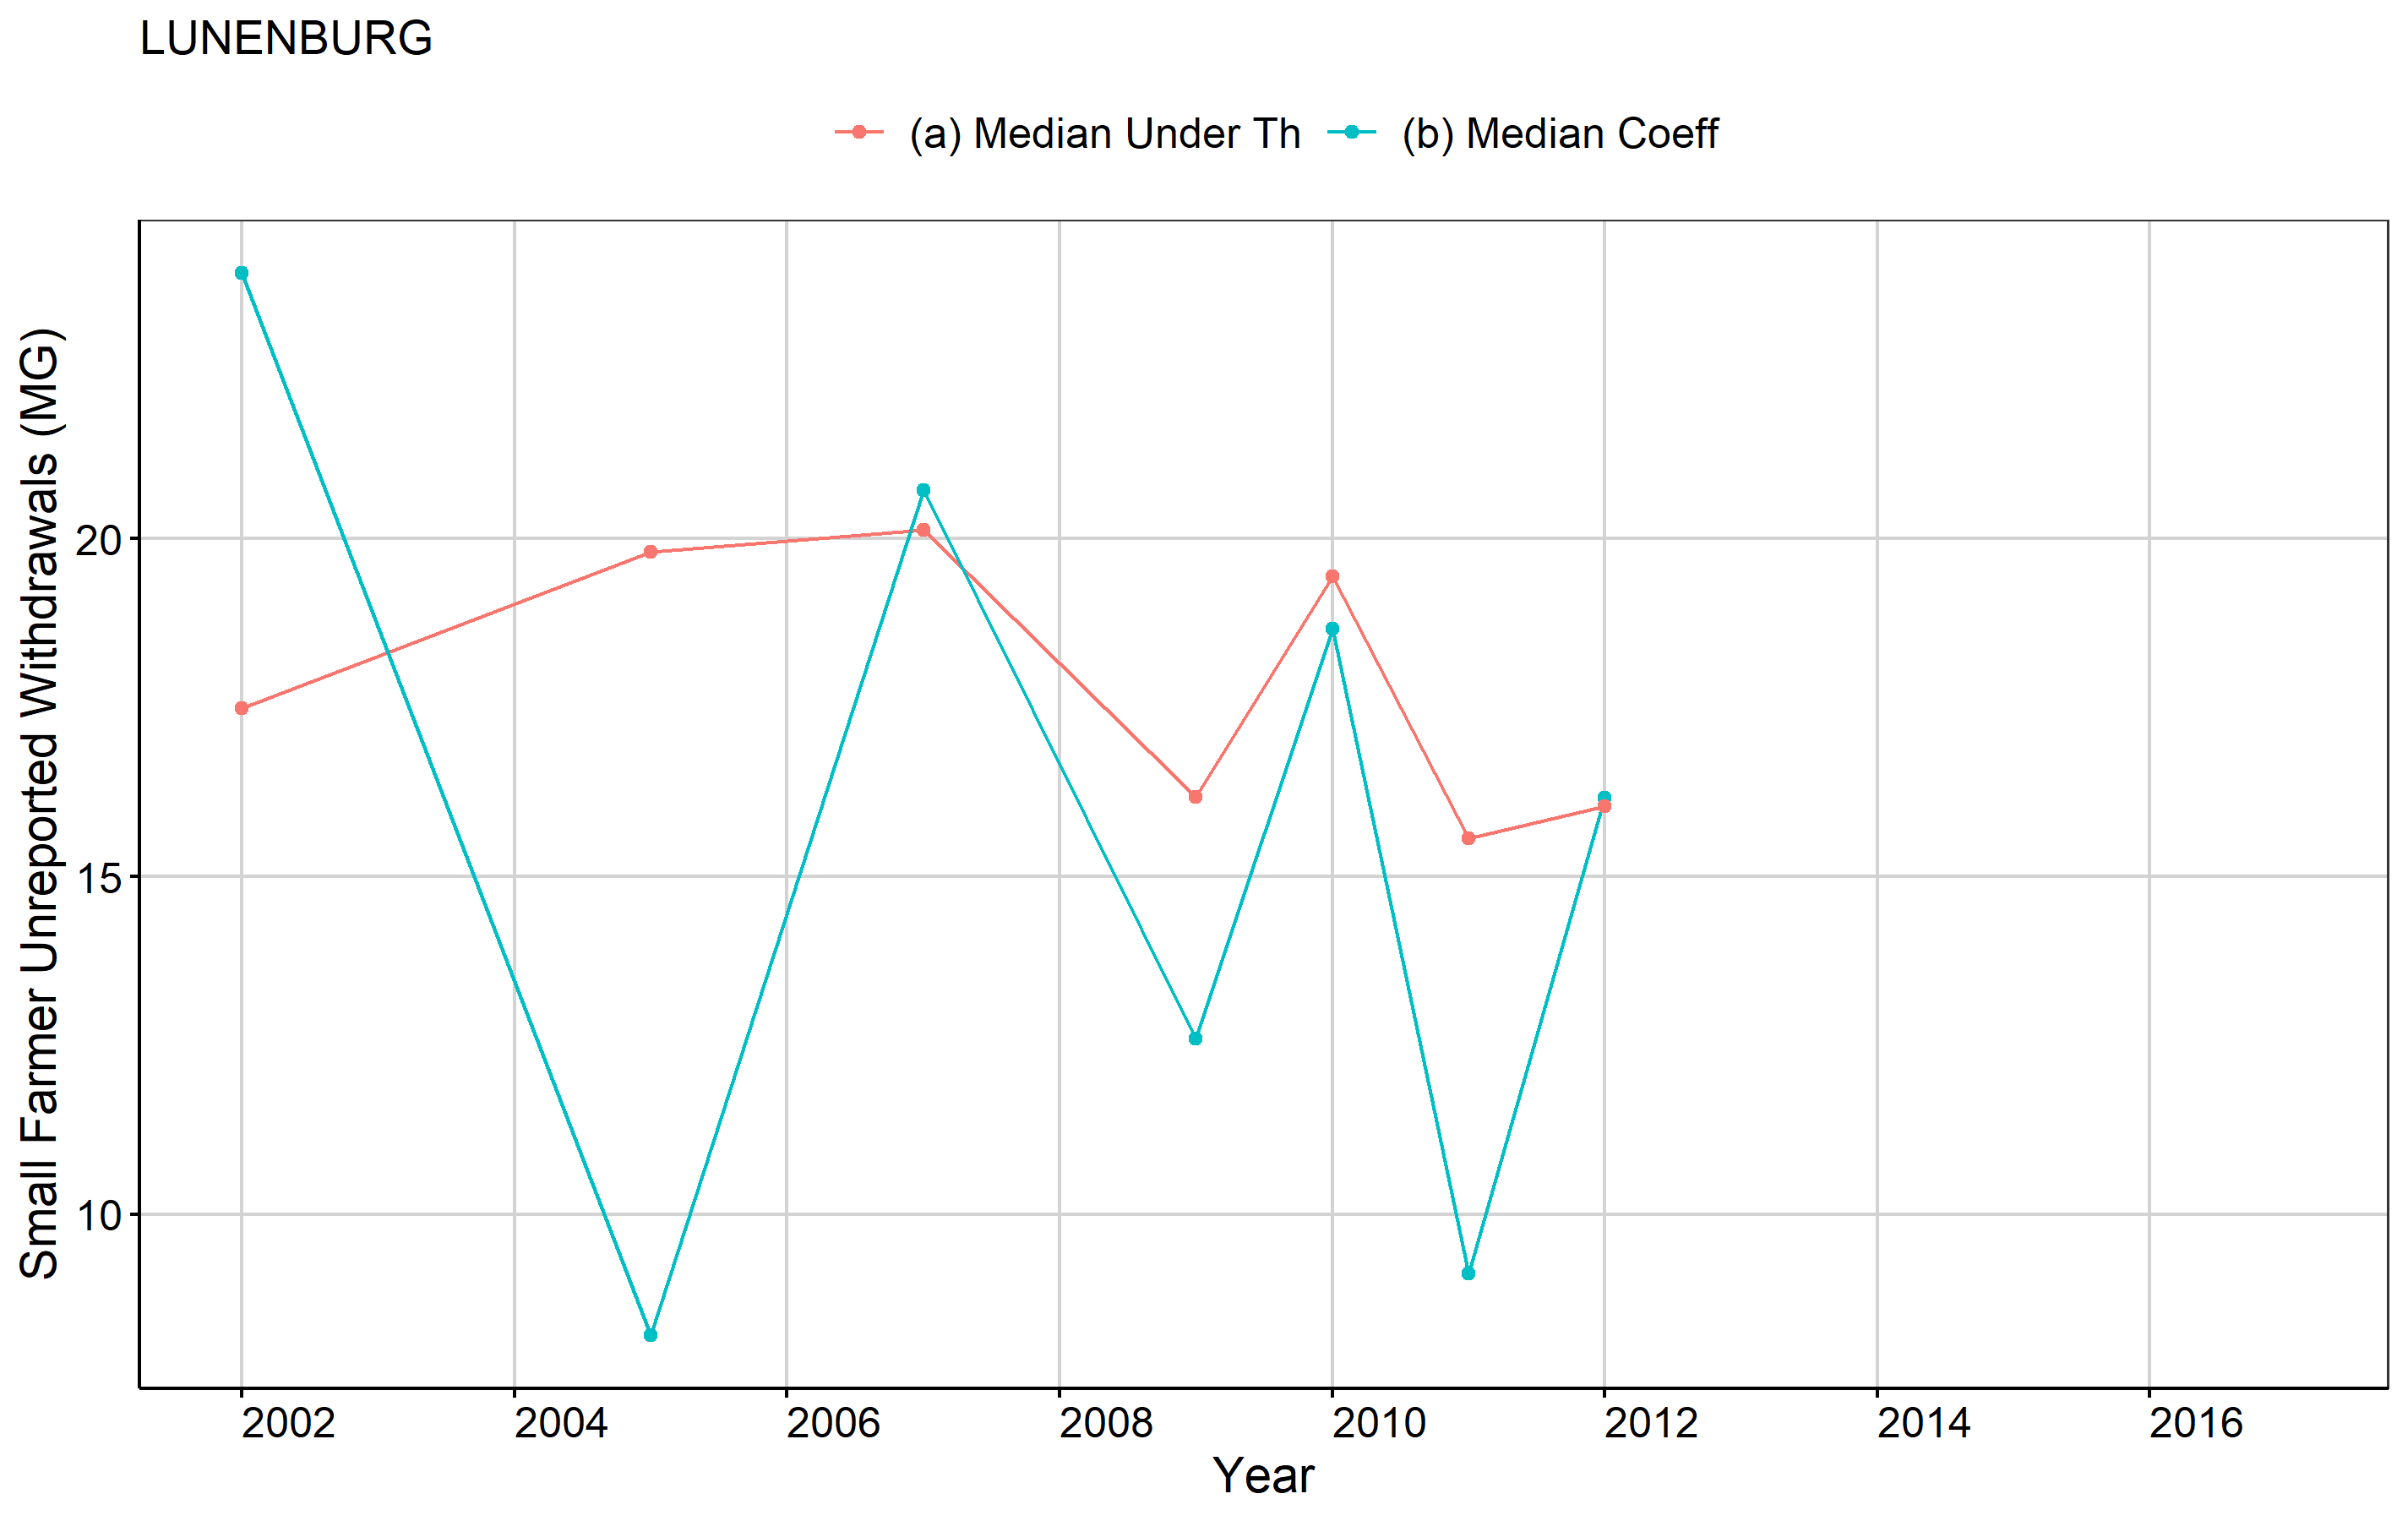 LUNENBURG
(a) Median Under Th (b) Median Coeff
Small Farmer Unreported Withdrawals (MG)
20
15
10
2002 2004 2006 2008 2010 2012 2014 2016
Year